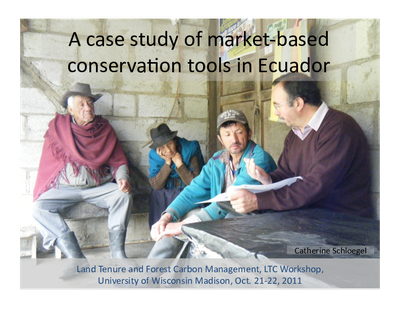 A case study of market-based
conservation tools in Ecuador
Catherine Schloegel
Land Tenure and Forest Carbon Management, LTC Workshop,
University of Wisconsin Madison, Oct. 21-22, 2011